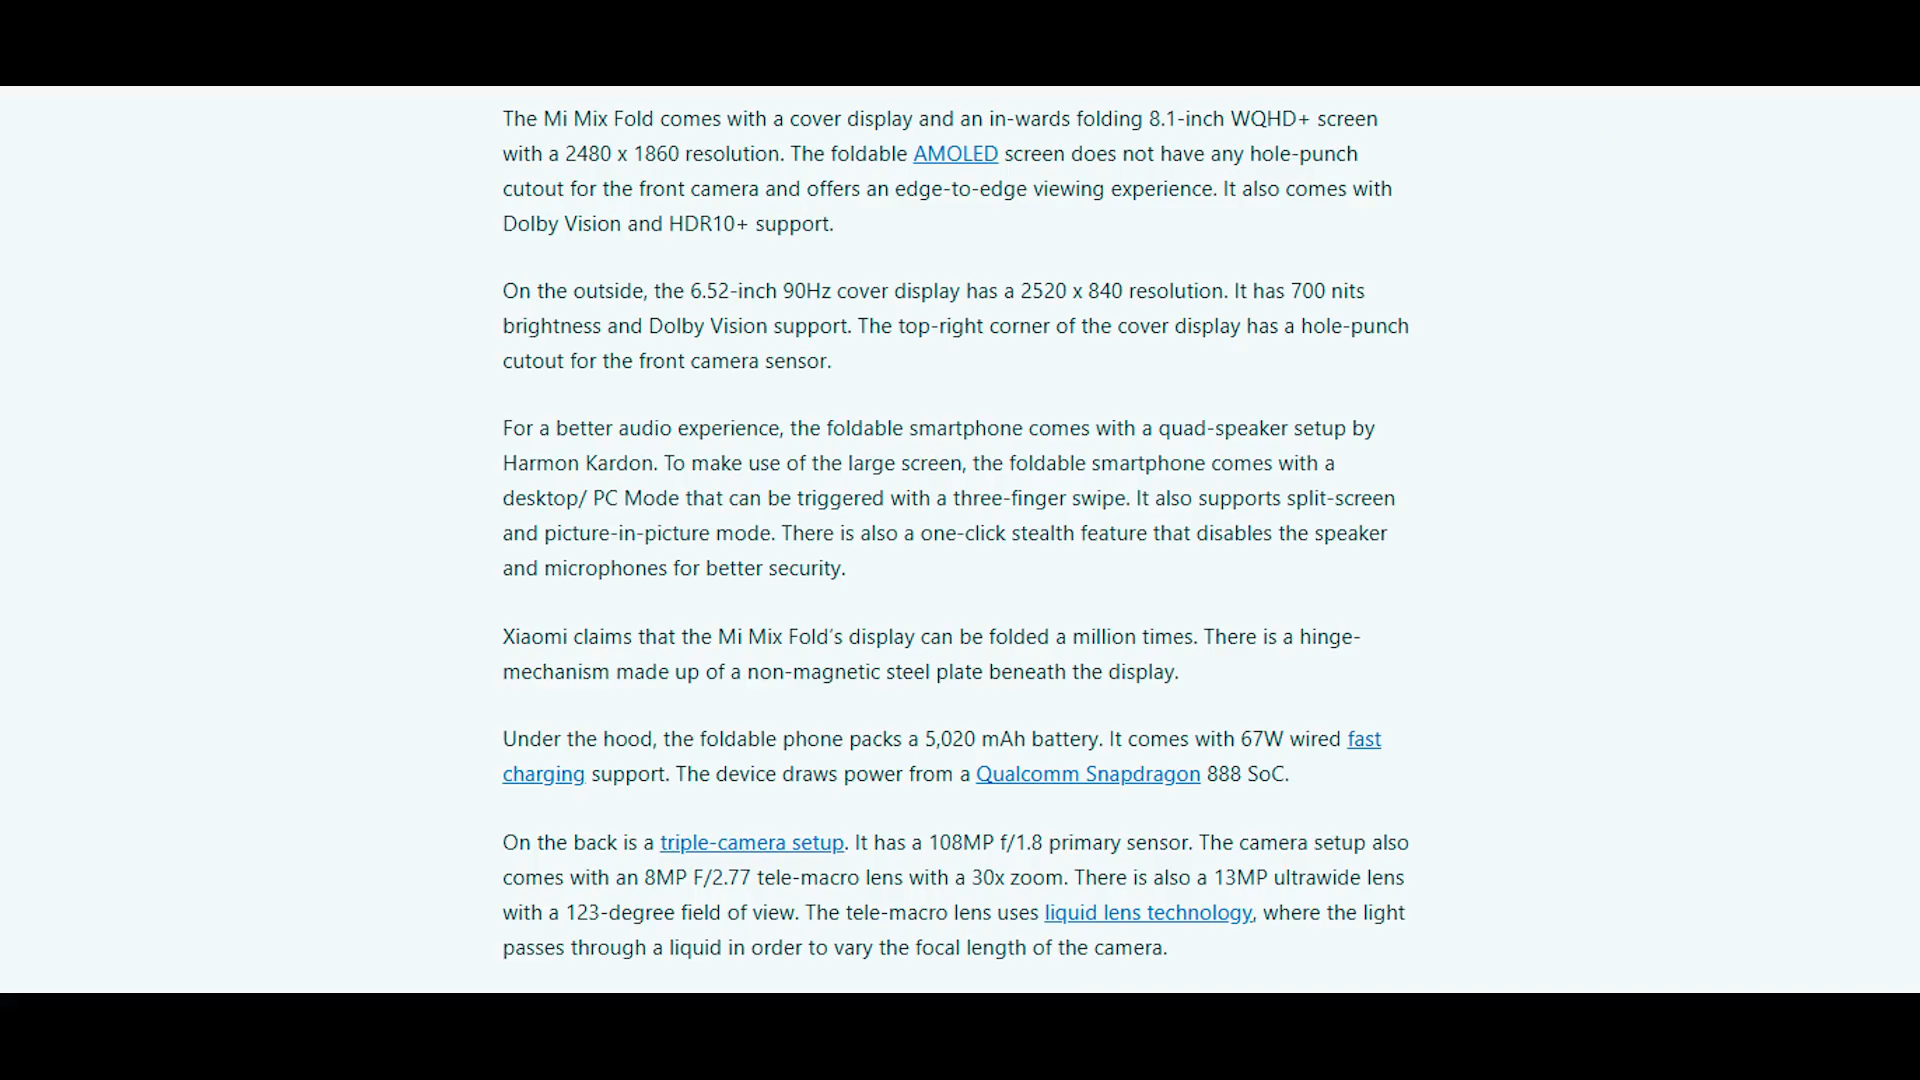 The Mi Mix Fold comes with a cover display and an in-wards folding 8.1-inch WQHD+ screen
with a 2480 x 1860 resolution. The foldable AMOLED screen does not have any hole-punch
cutout for the front camera and offers an edge-to-edge viewing experience. It also comes with
Dolby Vision and HDR10+ support.
On the outside, the 6.52-inch 90Hz cover display has a 2520 x 840 resolution. It has 700 nits
brightness and Dolby Vision support. The top-right corner of the cover display has a hole-punch
cutout for the front camera sensor.
For a better audio experience, the foldable smartphone comes with a quad-speaker setup by
Harmon Kardon. To make use of the large screen, the foldable smartphone comes with a
desktop/ PC Mode that can be triggered with a three-finger swipe. It also supports split-screen
and picture-in-picture mode. There is also a one-click stealth feature that disables the speaker
and microphones for better security.
Xiaomi claims that the Mi Mix Fold's display can be folded a million times. There is a hinge-
mechanism made up of a non-magnetic steel plate beneath the display.
Under the hood, the foldable phone packs a 5,020 mAh battery. It comes with 67W wired fast
charging support. The device draws power from a Qualcomm Snapdragon 888 SoC.
On the back is a triple-camera setup. It has a 108MP f/1.8 primary sensor. The camera setup also
comes with an 8MP F/2.77 tele-macro lens with a 30x zoom. There is also a 13MP ultrawide lens
with a 123-degree field of view. The tele-macro lens uses liquid lens technology, where the light
passes through a liquid in order to vary the focal length of the camera.